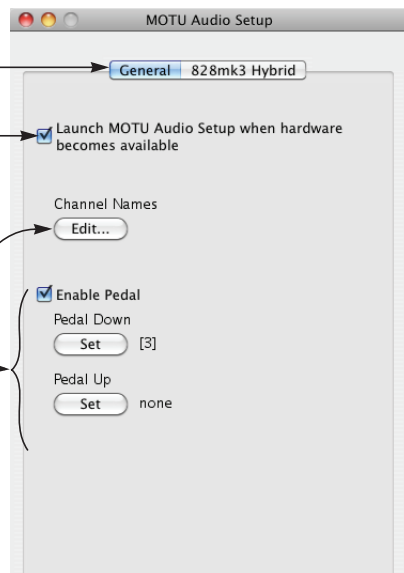 MOTU Audio Setup
General 828mk3 Hybrid
Launch MOTU Audio Setup when hardware
becomes available
Channel Names
Edit...
Enable Pedal
Pedal Down
Set [3]
Pedal Up
Set none